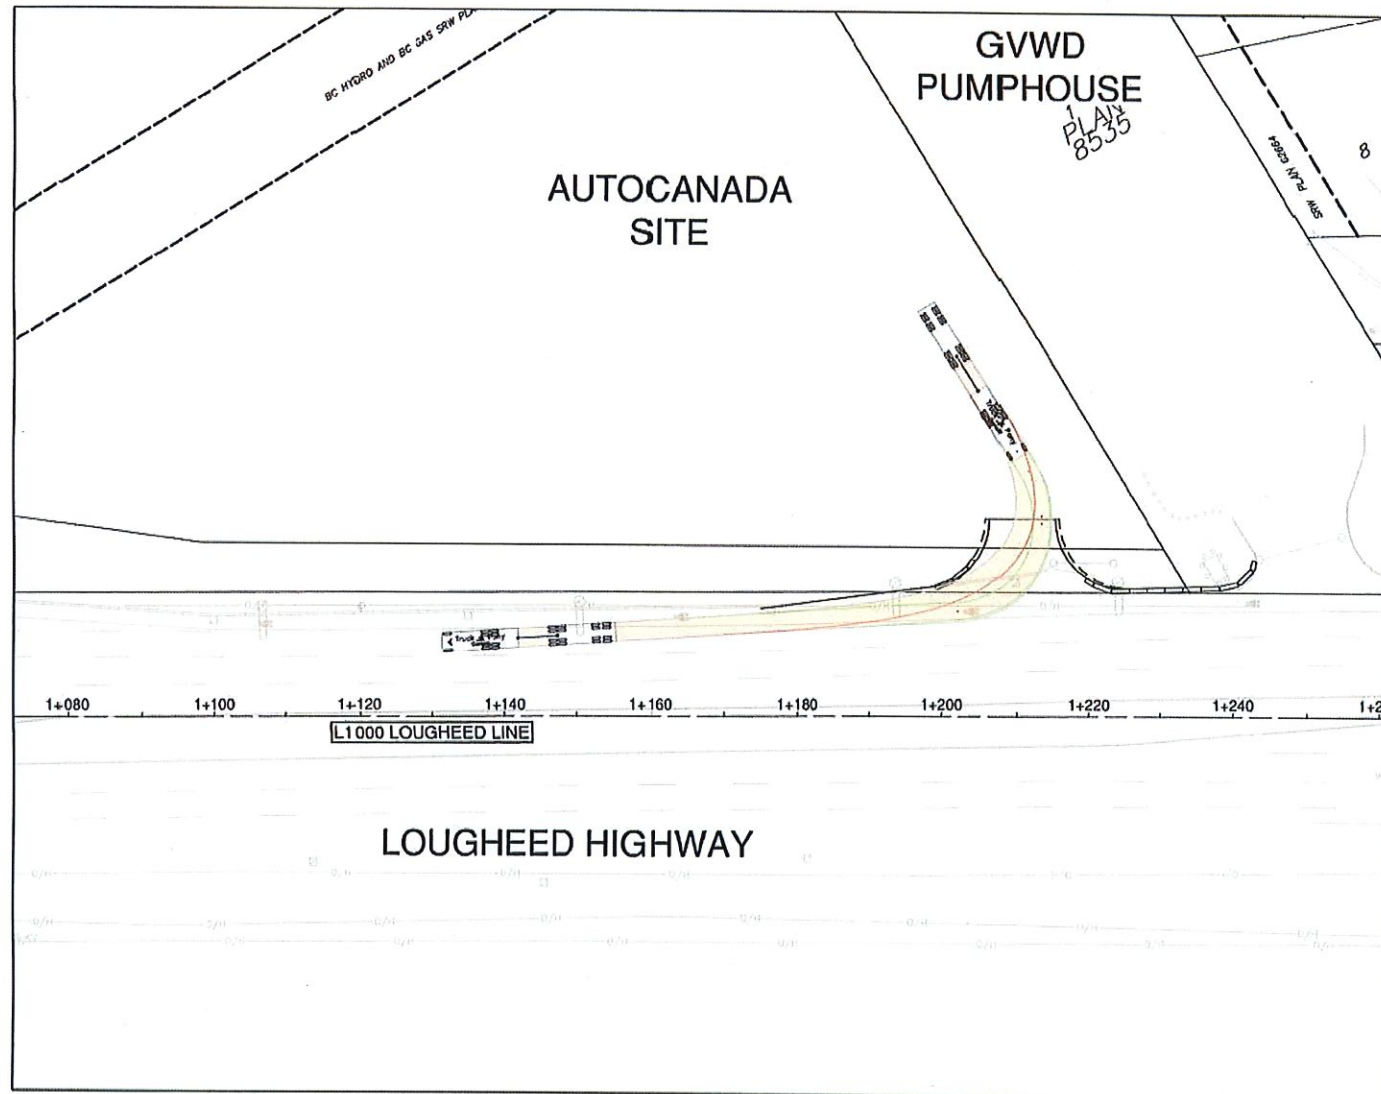 BC HYDRO AND BC GAS SRW
GVWD
PUMPHOUSE
1
PLAN
8535
SRW PLAN 62664
8
AUTOCANADA
SITE
1+080 1+100 1+120 1+140 1+160 1+180 1+200 1+220 1+240
L1000 LOUGHEED LINE
LOUGHEED HIGHWAY